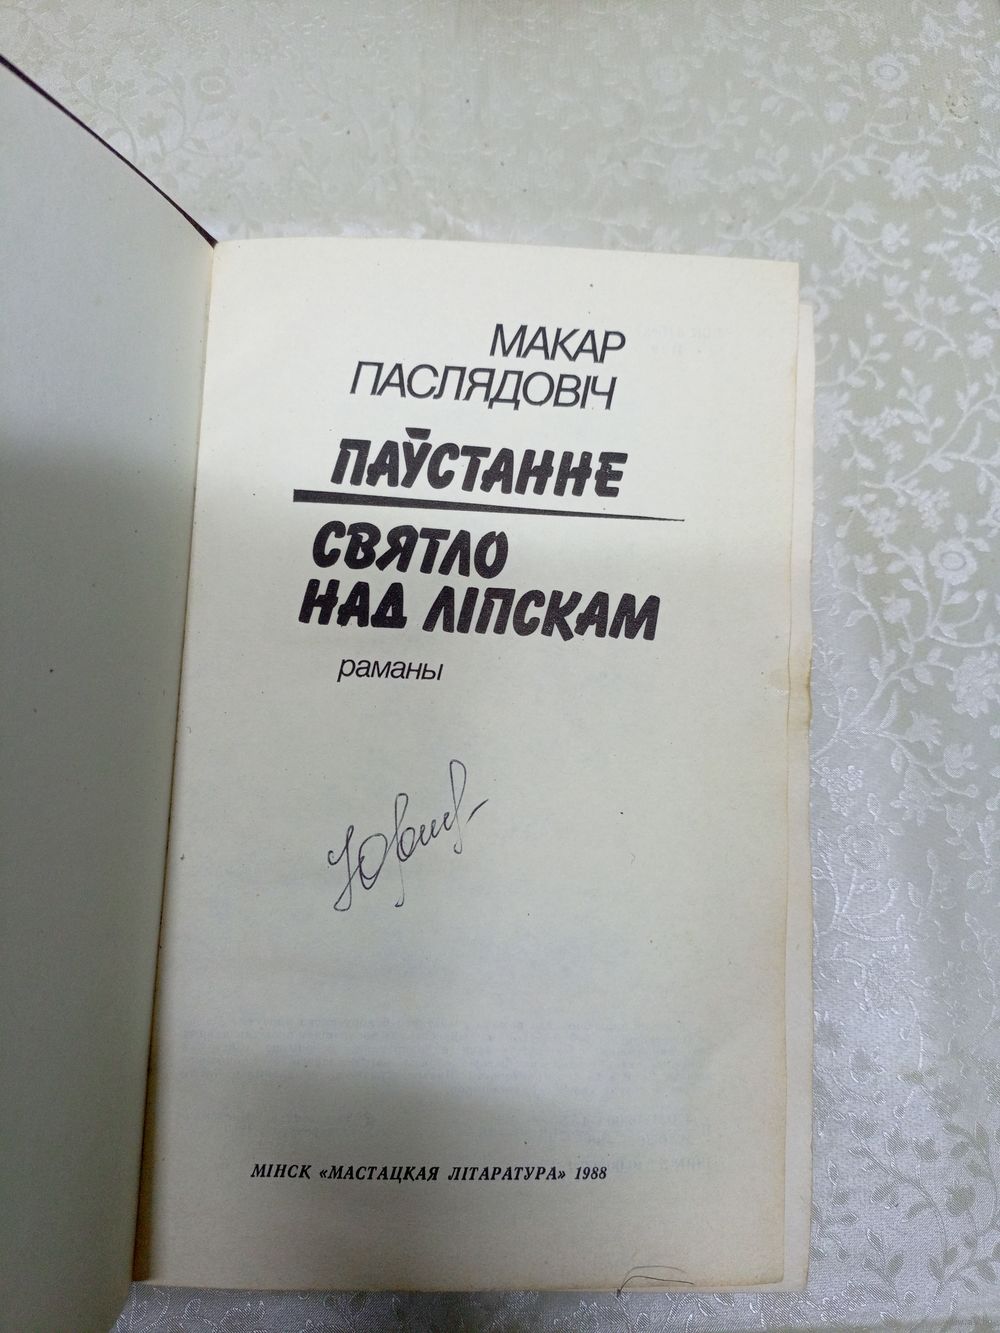 МАКАР
ПАСЛЯДОВІЧ
ПАЎСТАННЕ
СВЯТЛО
НАД ЛІПСКАМ
раманы
МІНСК «МАСТАЦКАЯ ЛІТАРАТУРА» 1988